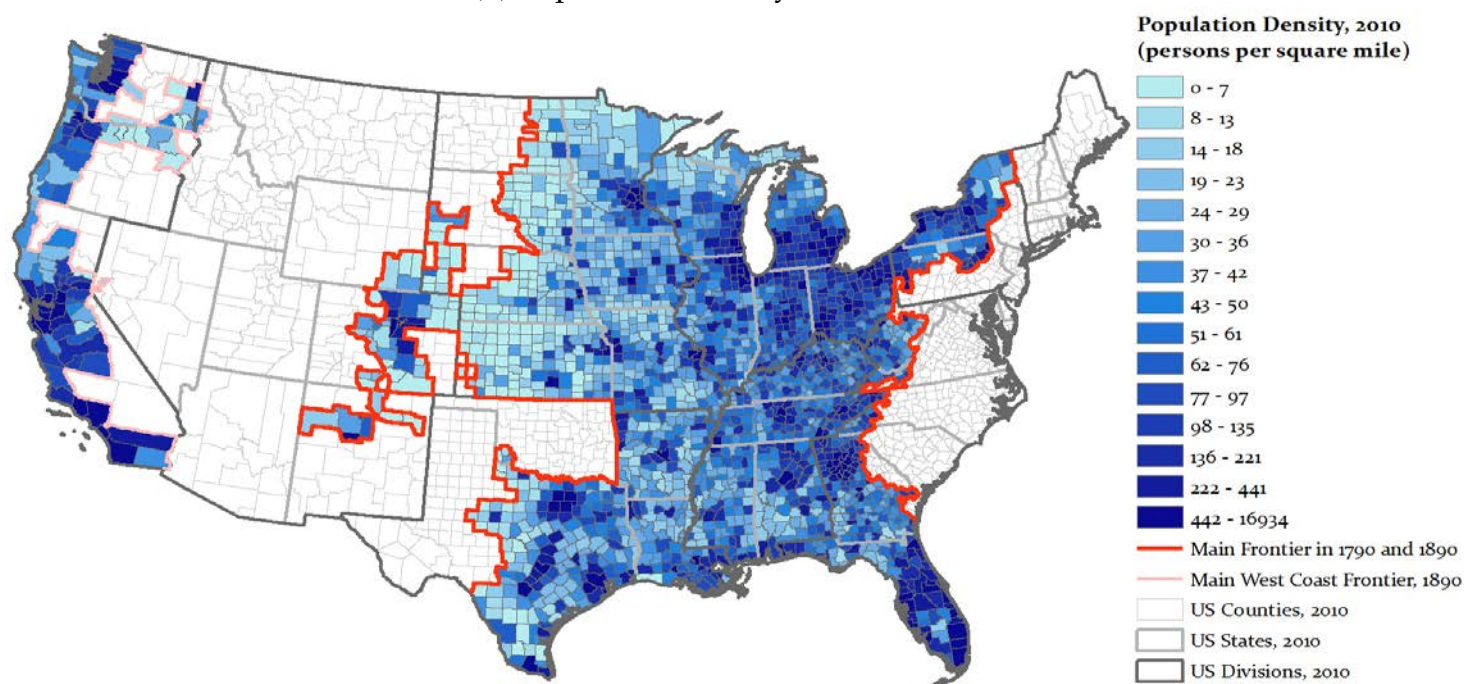 Population Density, 2010
(persons per square mile)
0 - 7
8 - 13
14 - 18
19 - 23
24 - 29
30 - 36
37 - 42
43 - 50
51 - 61
62 - 76
77 - 97
98 - 135
136 - 221
222 - 441
442 - 16934
Main Frontier in 1790 and 1890
Main West Coast Frontier, 1890
US Counties, 2010
US States, 2010
US Divisions, 2010